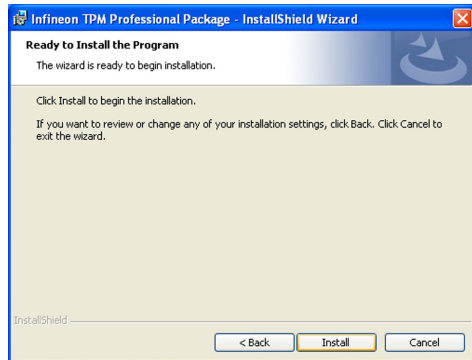 Infineon TPM Professional Package - InstallShield Wizard
Ready to Install the Program
The wizard is ready to begin installation.
Click Install to begin the installation.
If you want to review or change any of your installation settings, click Back. Click Cancel to
exit the wizard.
InstallShield
< Back
Install
Cancel